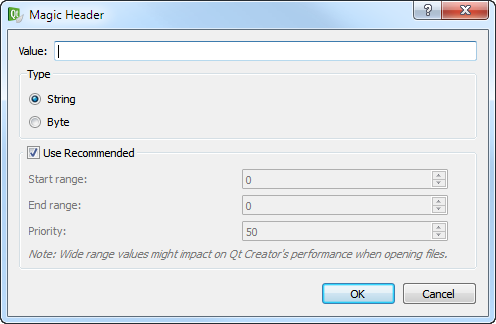 Magic Header
Value:
Type
String
Byte
Use Recommended
Start range: 0
End range: 0
Priority: 50
Note: Wide range values might impact on Qt Creator's performance when opening files.
OK Cancel